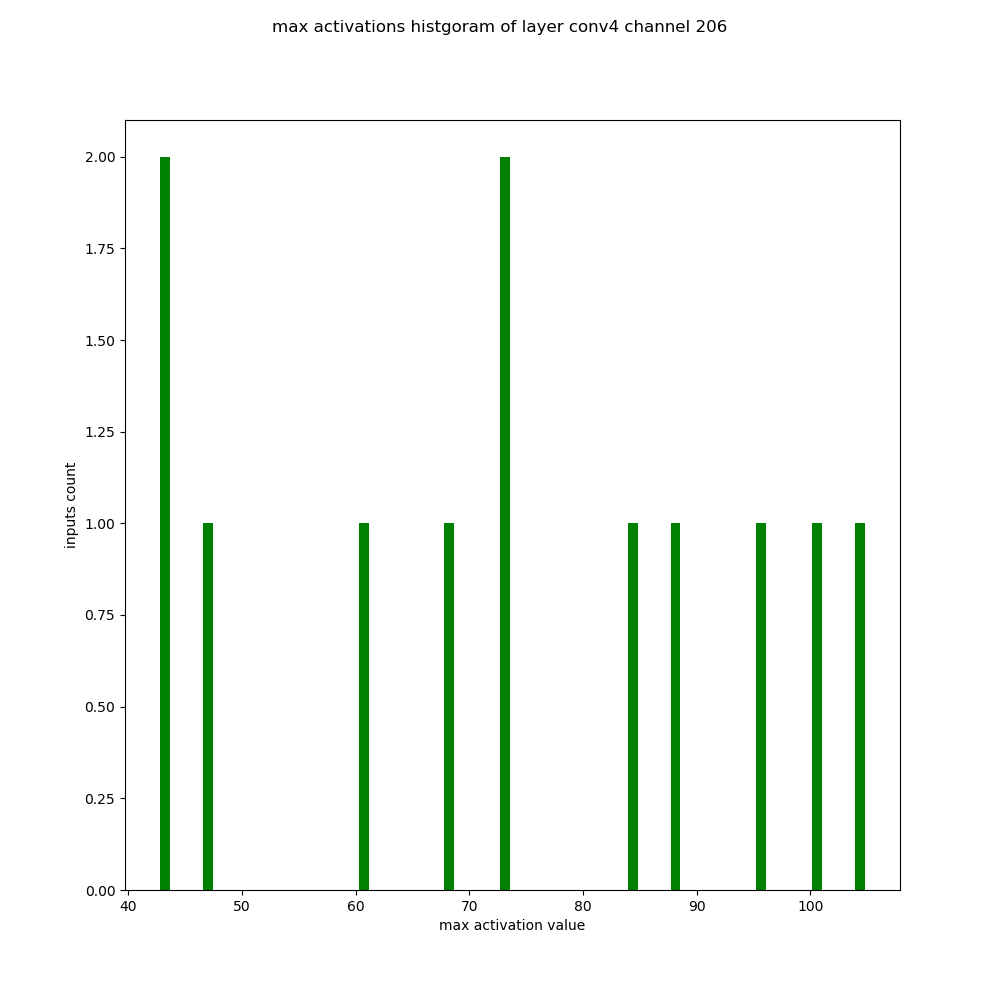 max activations histgoram of layer conv4 channel 206
2.00
1.75
1.50
1.25
1.00
0.75
0.50
0.25
0.00
inputs count
40 50 60 70 80 90 100
max activation value